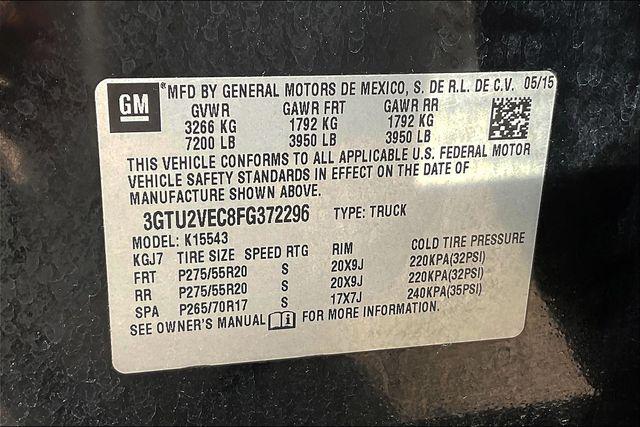 GM
®MFD BY GENERAL MOTORS DE MEXICO, S. DE R.L. DE C.V. 05/15
GVWR GAWR FRT GAWR RR
3266 KG 1792 KG 1792 KG
7200 LB 3950 LB 3950 LB
THIS VEHICLE CONFORMS TO ALL APPLICABLE U.S. FEDERAL MOTOR
VEHICLE SAFETY STANDARDS IN EFFECT ON THE DATE OF
MANUFACTURE SHOWN ABOVE.
3GTU2VEC8FG372296 TYPE: TRUCK
MODEL: K15543
KGJ7 TIRE SIZE SPEED RTG RIM COLD TIRE PRESSURE
FRT P275/55R20 S 20X9J 220KPA(32PSI)
RR P275/55R20 S 20X9J 220KPA(32PSI)
SPA P265/70R17 S 17X7J 240KPA(35PSI)
SEE OWNER'S MANUAL FOR MORE INFORMATION.